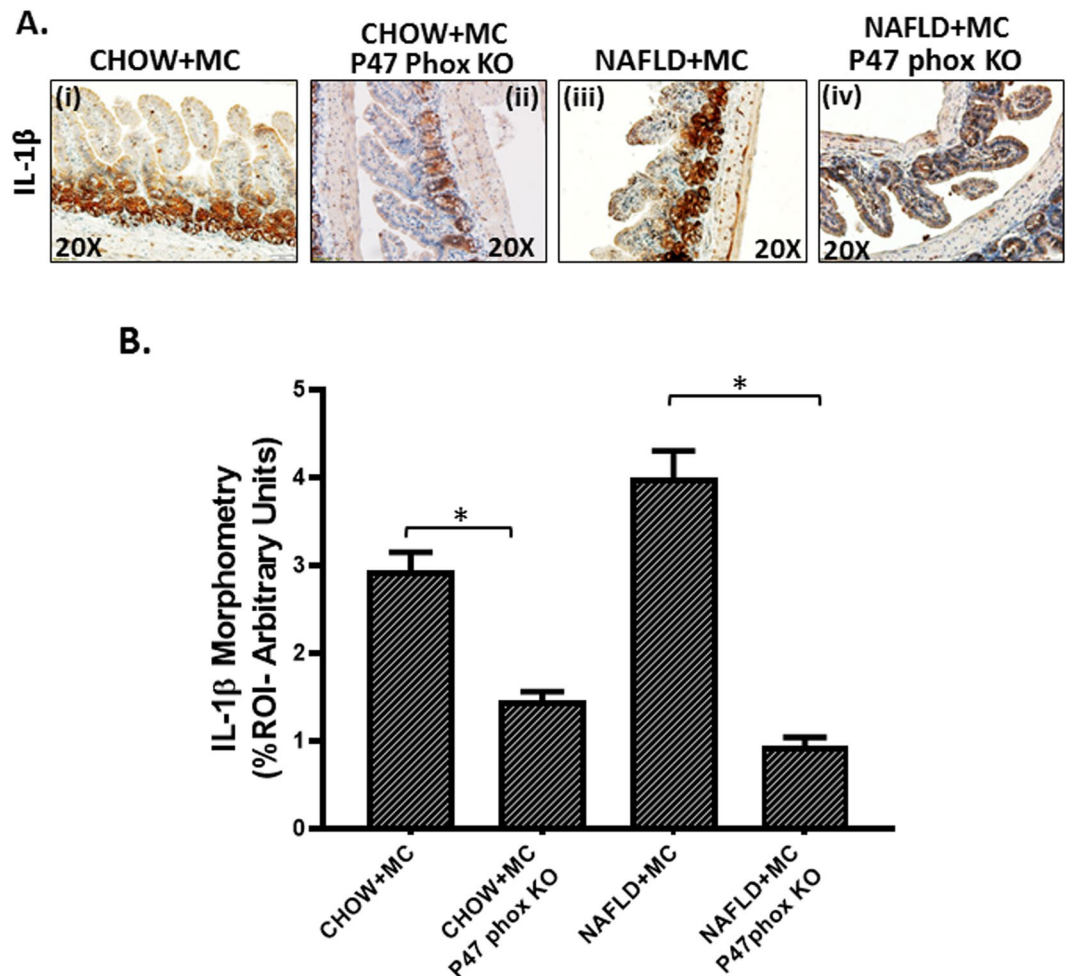 A.
CHOW+MC
CHOW+MC
P47 Phox KO
NAFLD+MC
NAFLD+MC
P47 phox KO
IL-1β
(i)
20X
(ii)
20X
(iii)
20X
(iv)
20X
B.
IL-1β Morphometry
(%ROI- Arbitrary Units)
5
4
3
2
1
0
*
*
CHOW+MC
CHOW+MC
P47 phox KO
NAFLD+MC
NAFLD+MC
P47phox KO